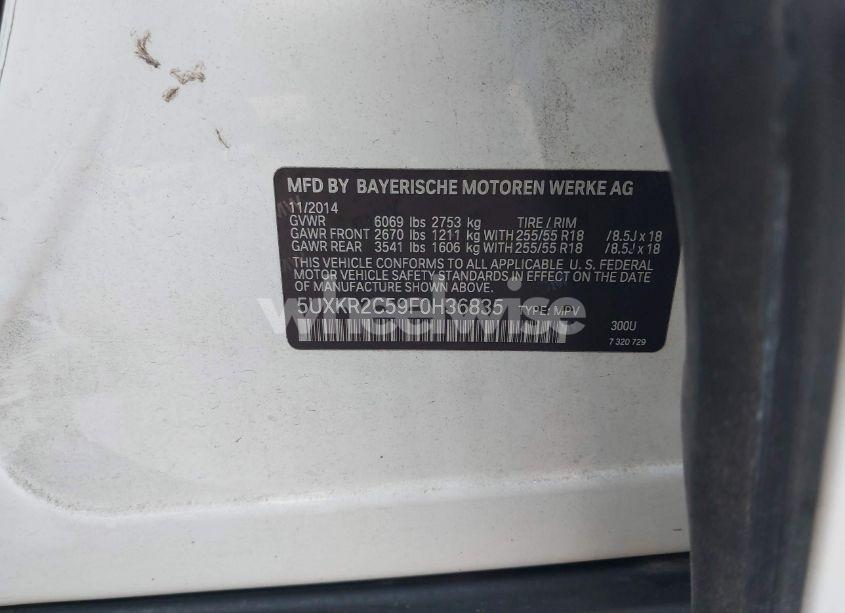 MFD BY BAYERISCHE MOTOREN WERKE AG
11/2014
GVWR 6069 lbs 2753 kg TIRE / RIM
GAWR FRONT 2670 lbs 1211 kg WITH 255/55 R18 /8.5J x 18
GAWR REAR 3541 lbs 1606 kg WITH 255/55 R18 /8.5J x 18
THIS VEHICLE CONFORMS TO ALL APPLICABLE U. S. FEDERAL
MOTOR VEHICLE SAFETY STANDARDS IN EFFECT ON THE DATE
OF MANUFACTURE SHOWN ABOVE.
5UXKR2C59F0H36835 TYPE: MPV
wheelwise
300U
7 320 729